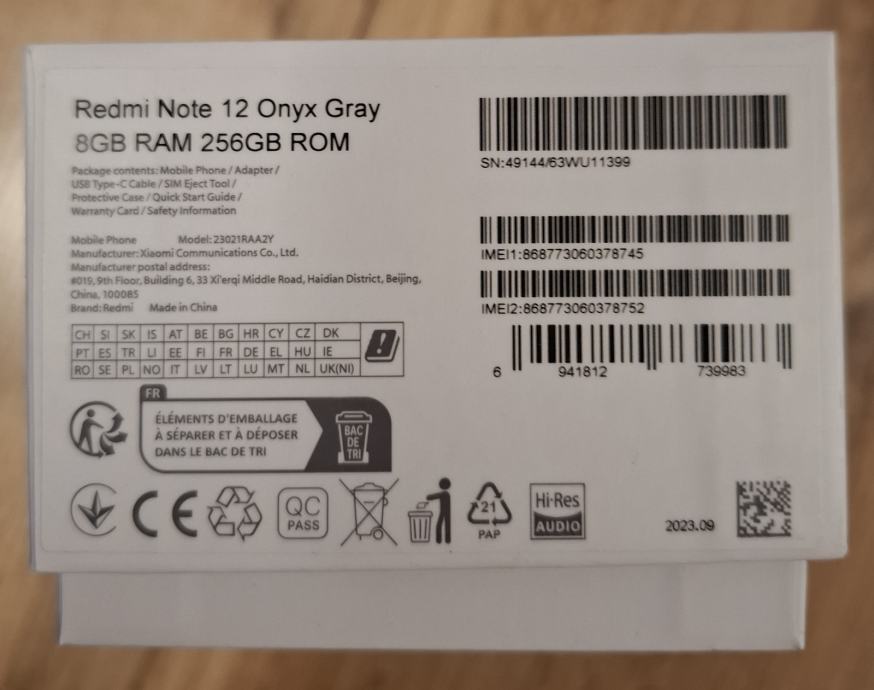 Redmi Note 12 Onyx Gray
8GB RAM 256GB ROM
Package contents: Mobile Phone / Adapter /
USB Type-C Cable / SIM Eject Tool /
Protective Case / Quick Start Guide /
Warranty Card / Safety Information
Mobile Phone Model: 23021RAA2Y
Manufacturer: Xiaomi Communications Co., Ltd.
Manufacturer postal address:
#019, 9th Floor, Building 6, 33 Xi'erqi Middle Road, Haidian District, Beijing,
China, 100085
Brand: Redmi Made in China
CH SI SK IS AT BE BG HR CY CZ DK
PT ES TR LI EE FI FR DE EL HU IE
RO SE PL NO IT LV LT LU MT NL UK(NI)
FR
ÉLÉMENTS D'EMBALLAGE
À SÉPARER ET À DÉPOSER
DANS LE BAC DE TRI
BAC
DE
TRI
CE
QC
PASS
21
PAP
Hi-Res
AUDIO
SN:49144/63WU11399
IMEI1:868773060378745
IMEI2:868773060378752
6 941812 739983
2023.09